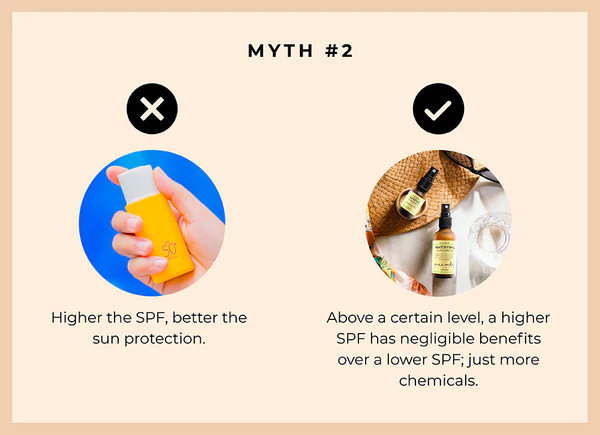 MYTH #2
Higher the SPF, better the
sun protection.
50
Above a certain level, a higher
SPF has negligible benefits
over a lower SPF; just more
chemicals.